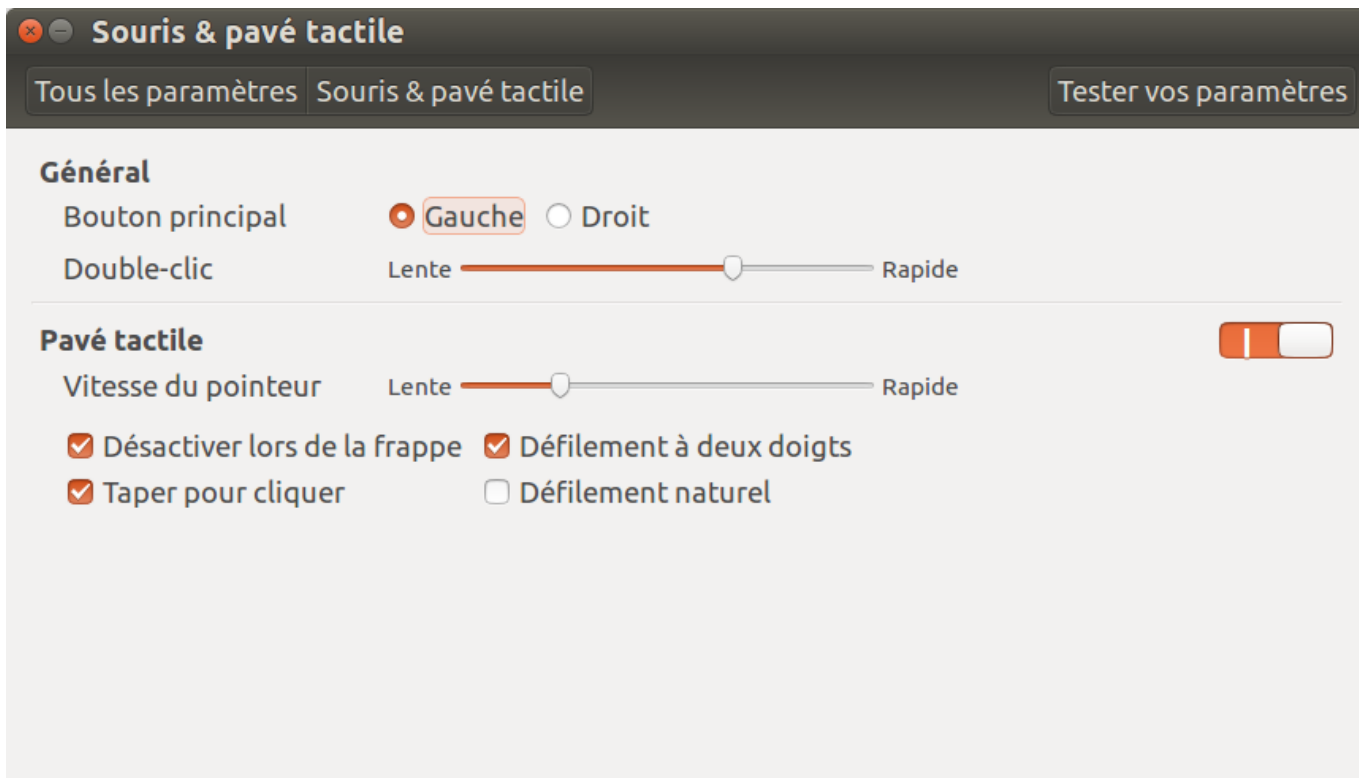 Souris & pavé tactile
Tous les paramètres Souris & pavé tactile Tester vos paramètres
Général
Bouton principal Gauche Droit
Double-clic Lente Rapide
Pavé tactile
Vitesse du pointeur Lente Rapide
Désactiver lors de la frappe Défilement à deux doigts
Taper pour cliquer Défilement naturel